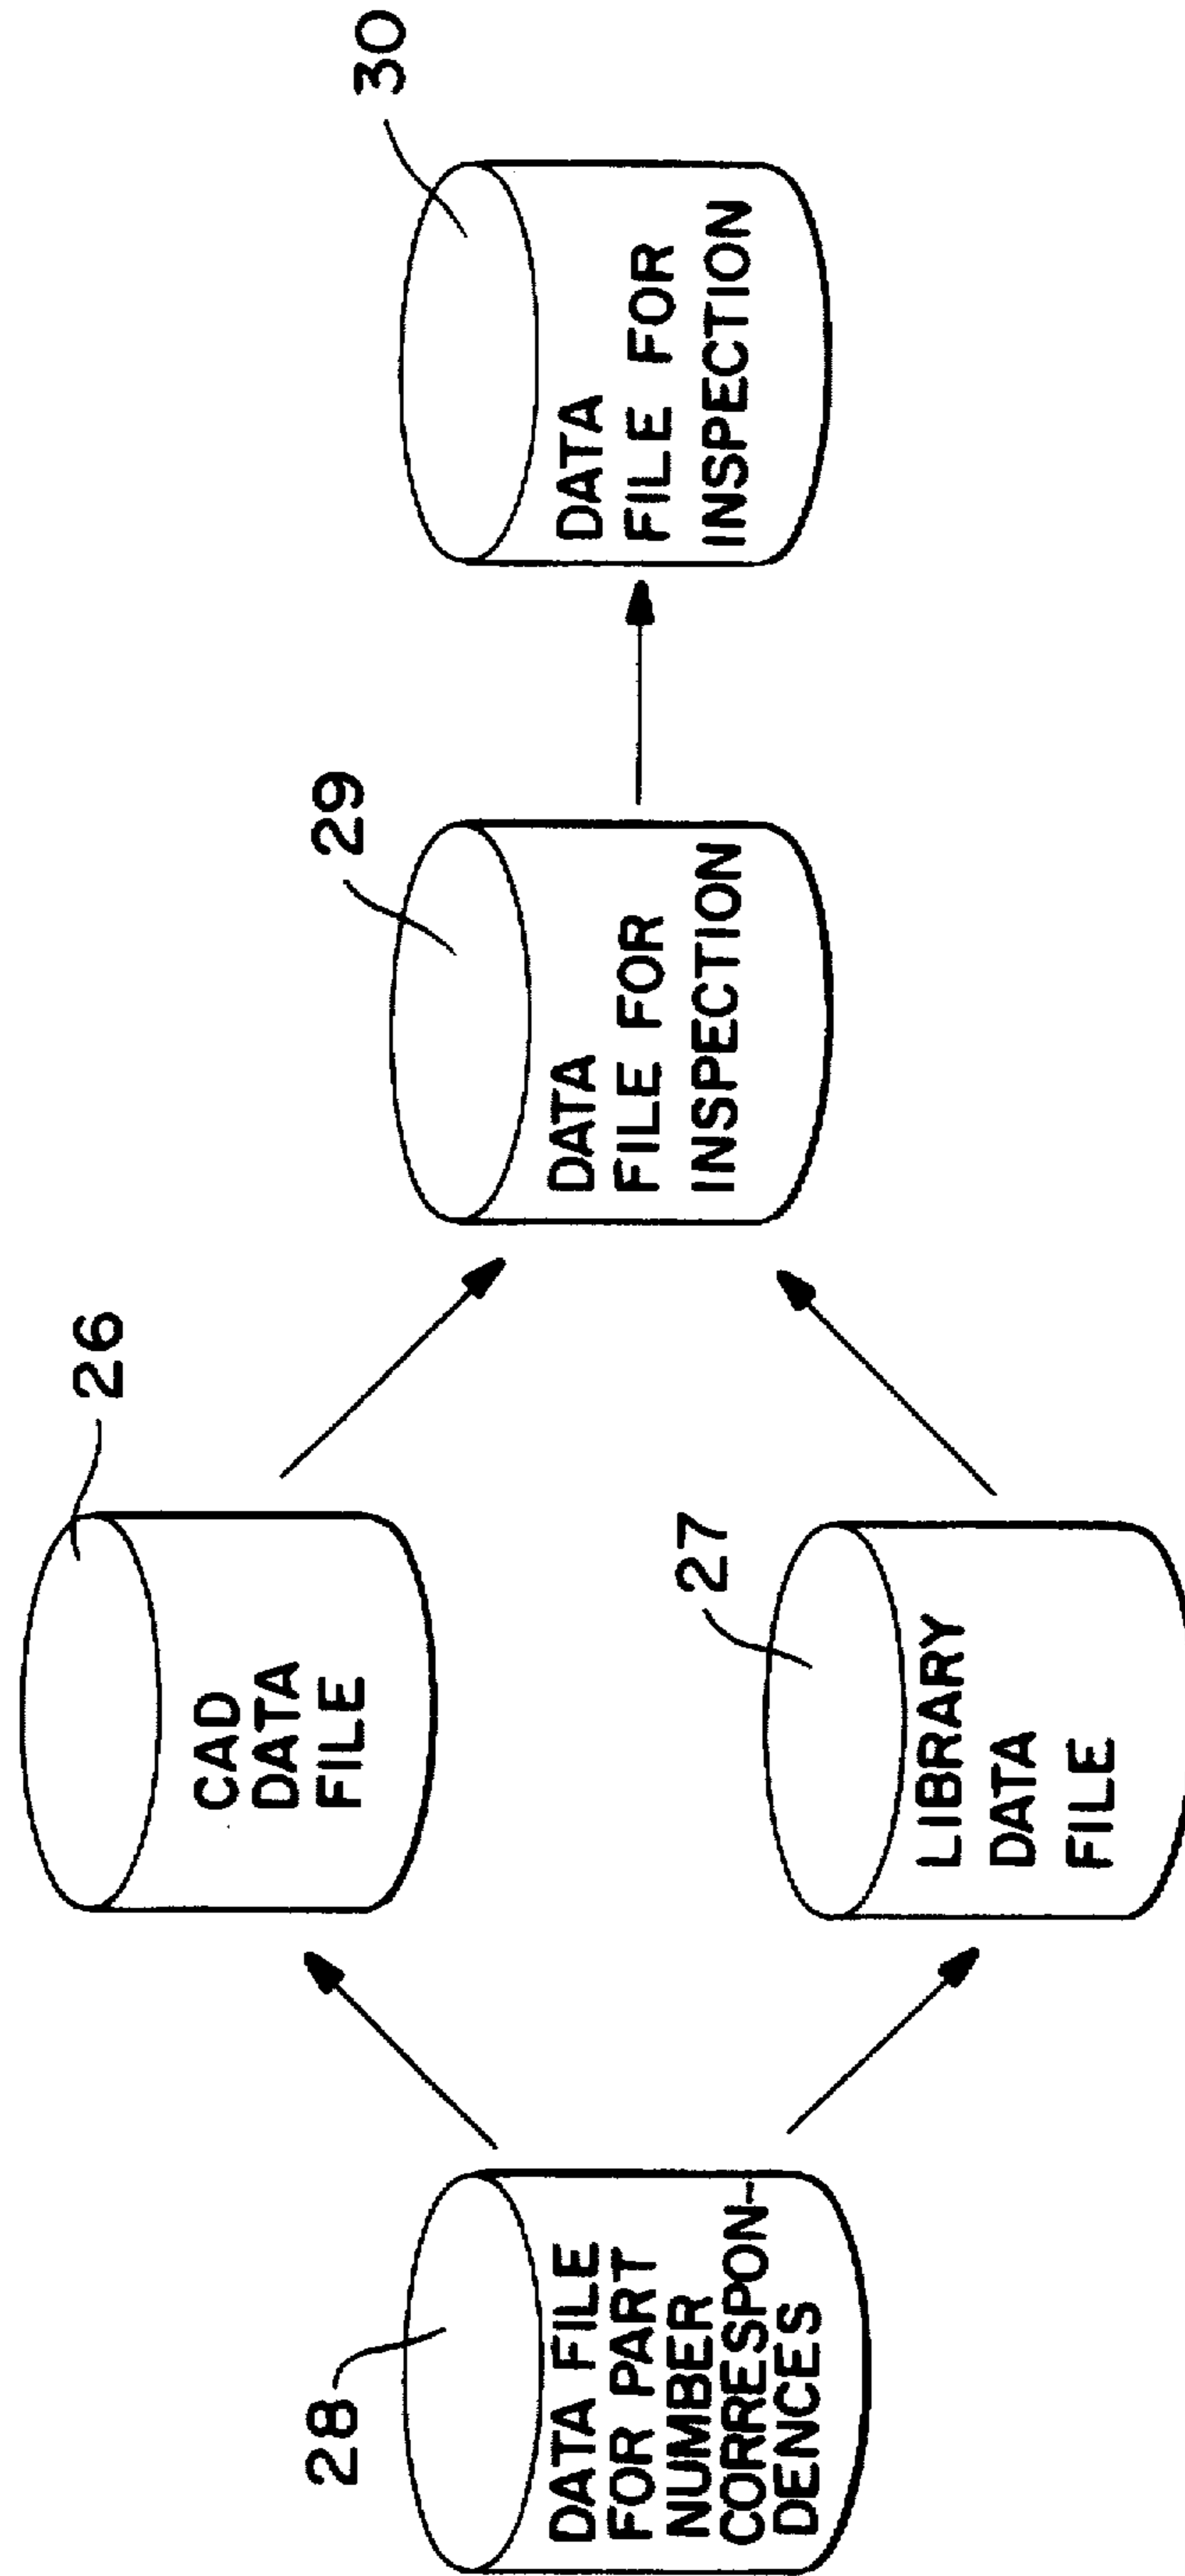 28
DATA FILE
FOR PART
NUMBER
CORRESPON-
DENCES
26
CAD
DATA
FILE
27
LIBRARY
DATA
FILE
29
DATA
FILE FOR
INSPECTION
30
DATA
FILE FOR
INSPECTION